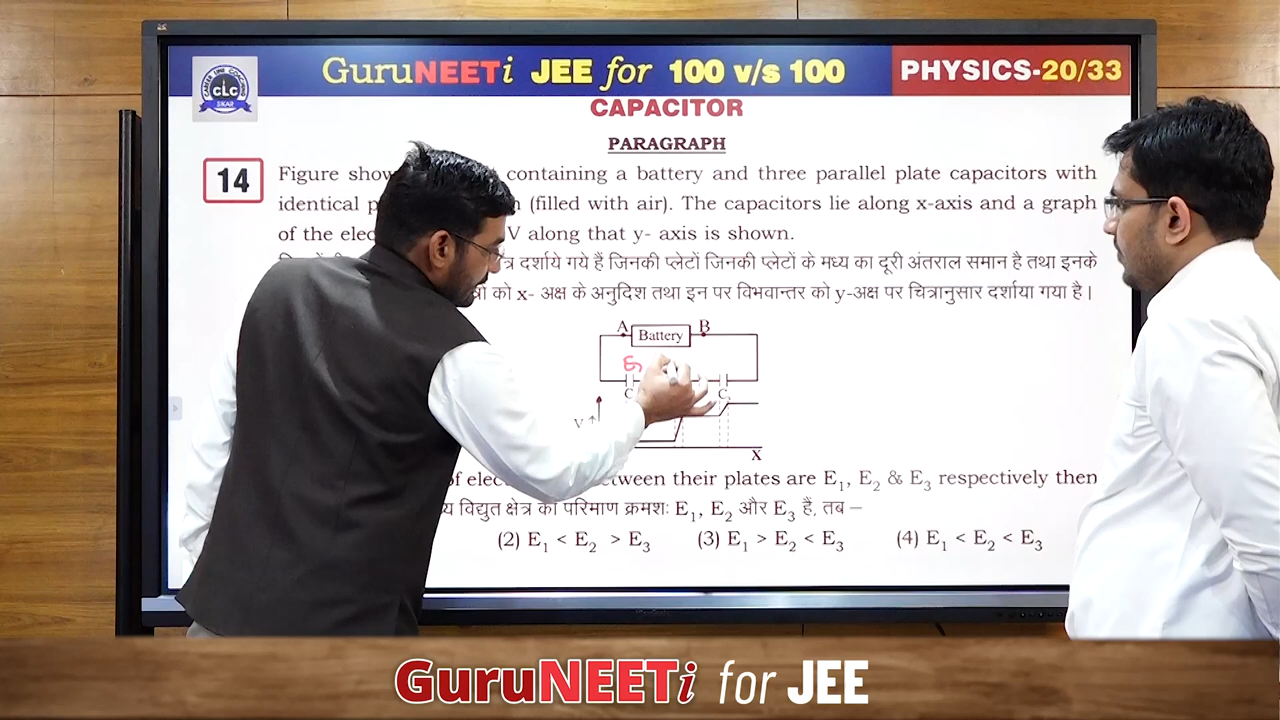 GuruNEETi JEE for 100 v/s 100
PHYSICS-20/33
CLC
SIKAR
CAPACITOR
PARAGRAPH
14
Figure containing a battery and three parallel plate capacitors with
identical (filled with air). The capacitors lie along x-axis and a graph
of the V along that y- axis is shown.
दर्शाये गये हैं जिनकी प्लेटों जिनकी प्लेटों के मध्य का दूरी अंतराल समान है तथा इनके
को x- अक्ष के अनुदिश तथा इन पर विभवान्तर को y-अक्ष पर चित्रानुसार दर्शाया गया है।
A Battery B
C C
V↑
X
of their plates are E1, E2 & E3 respectively then
विद्युत क्षेत्र का परिमाण क्रमशः E1, E2 और E3 हैं, तब –
(2) E1 < E2 > E3 (3) E1 > E2 < E3 (4) E1 < E2 < E3
GuruNEETi for JEE